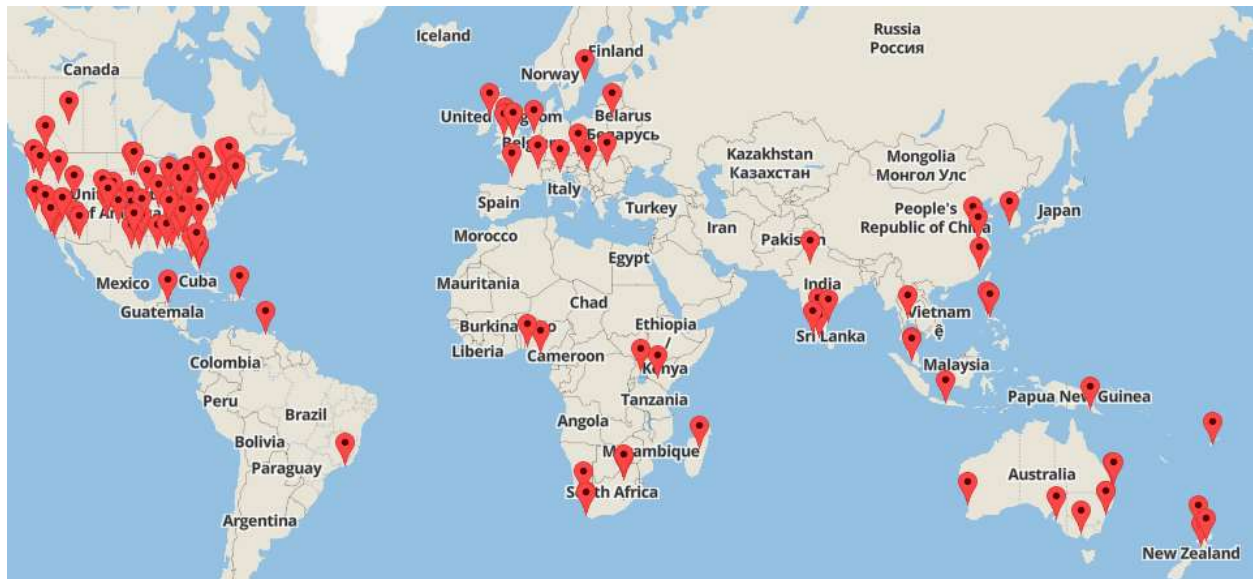 Iceland
Russia
Россия
Finland
Norway
Canada
Belarus
Беларусь
Kazakhstan
Казахстан
Mongolia
Монгол Улс
Italy
Spain
Turkey
People's
Republic of China
Japan
Iran
Morocco
Egypt
India
Mexico
Cuba
Mauritania
Guatemala
Chad
Vietnam
Ethiopia
/
Liberia
Cameroon
Sri Lanka
Colombia
Malaysia
Kenya
Peru
Tanzania
Papua New Guinea
Brazil
Angola
Bolivia
Paraguay
Australia
South Africa
Argentina
New Zealand